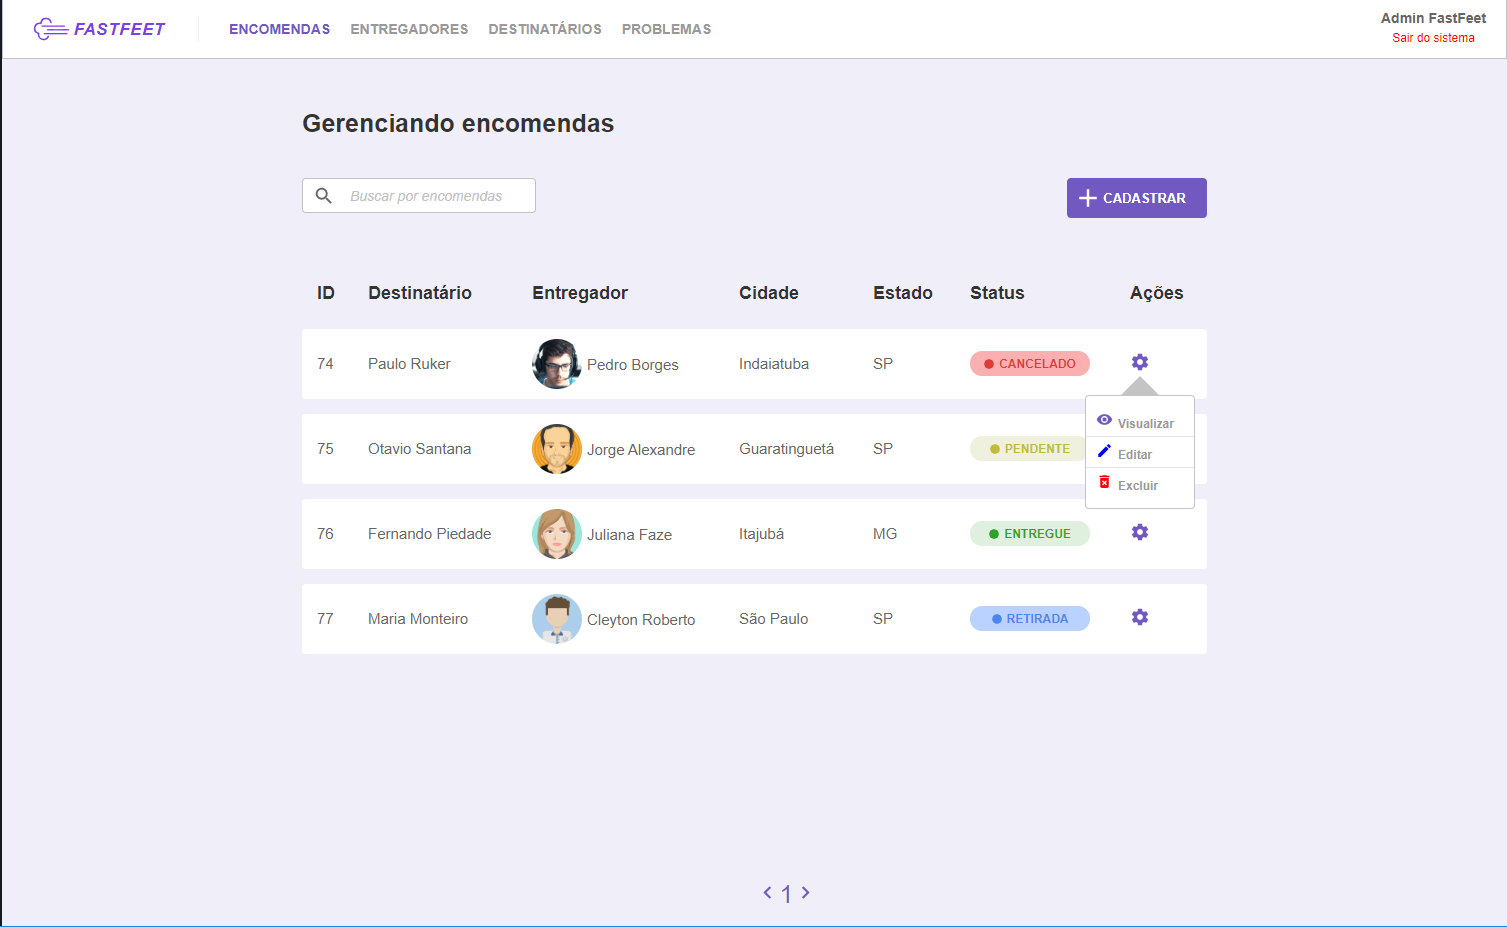 FASTFEET
ENCOMENDAS ENTREGADORES DESTINATÁRIOS PROBLEMAS
Admin FastFeet
Sair do sistema
Gerenciando encomendas
Buscar por encomendas
CADASTRAR
ID Destinatário Entregador Cidade Estado Status Ações
74 Paulo Ruker Pedro Borges Indaiatuba SP CANCELADO
Visualizar
75 Otavio Santana Jorge Alexandre Guaratinguetá SP PENDENTE
Editar
Excluir
76 Fernando Piedade Juliana Faze Itajubá MG ENTREGUE
77 Maria Monteiro Cleyton Roberto São Paulo SP RETIRADA
1